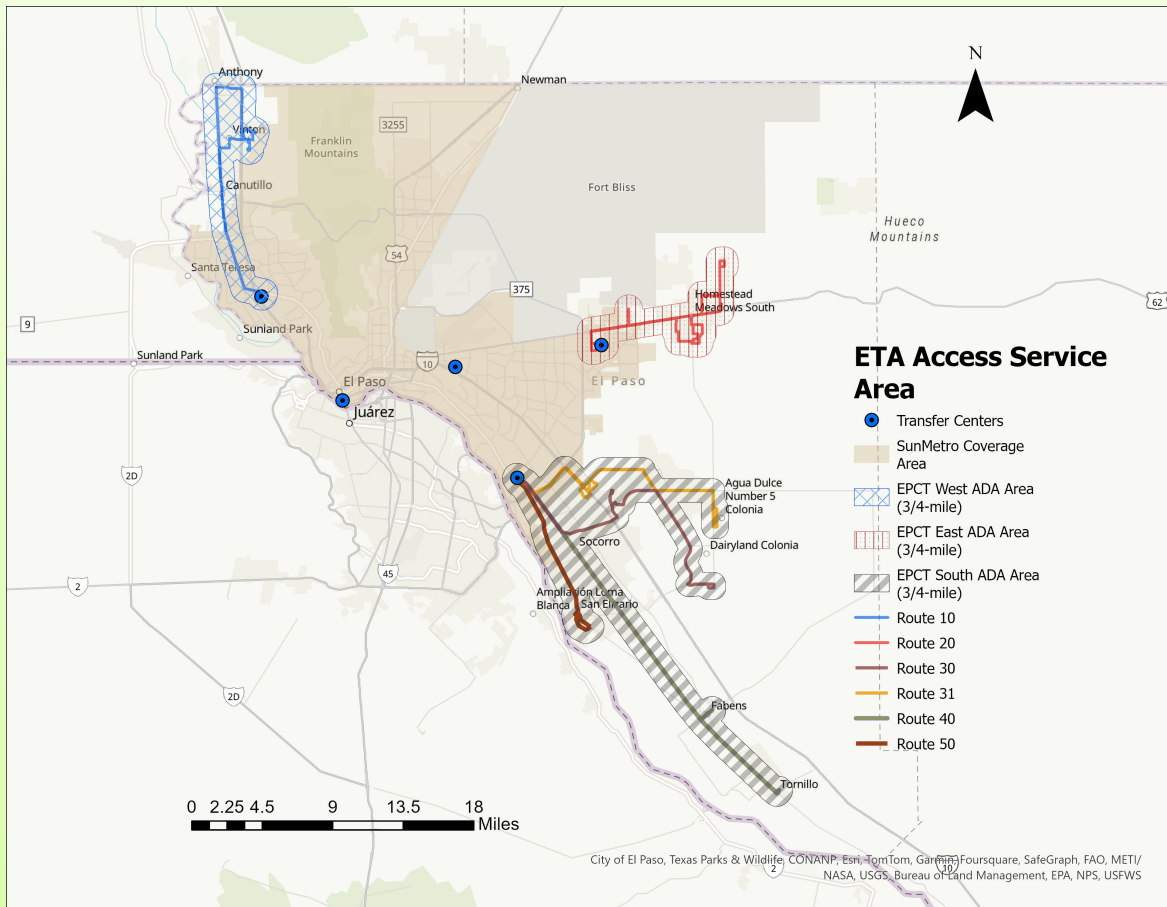 Anthony
Newman
N
3255
Vinton
Franklin
Mountains
Fort Bliss
Canutillo
Hueco
Mountains
54
Santa Teresa
375
Homestead
Meadows South
62
9
Sunland Park
Sunland Park
10
El Paso
El Paso
Juárez
ETA Access Service
Area
Transfer Centers
SunMetro Coverage
Area
EPCT West ADA Area
(3/4-mile)
EPCT East ADA Area
(3/4-mile)
EPCT South ADA Area
(3/4-mile)
Route 10
Route 20
Route 30
Route 31
Route 40
Route 50
2D
Agua Dulce
Number 5
Colonia
Socorro
Dairyland Colonia
45
2
Ampliación Loma
Blanca
San Elizario
2D
Fabens
Tornillo
0 2.25 4.5 9 13.5 18
Miles
City of El Paso, Texas Parks & Wildlife, CONANP, Esri, TomTom, Garmin, Foursquare, SafeGraph, FAO, METI/
NASA, USGS, Bureau of Land Management, EPA, NPS, USFWS
2
10